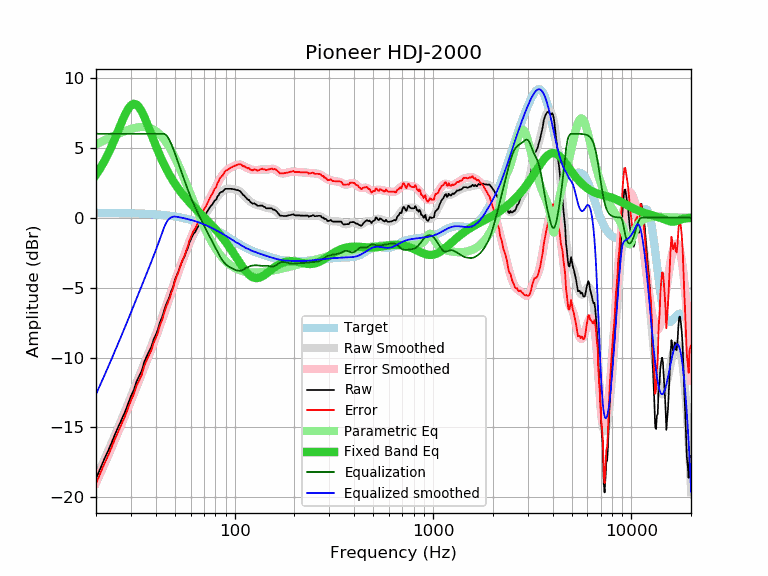 Pioneer HDJ-2000
Amplitude (dBr)
10
5
0
−5
−10
−15
−20
Target
Raw Smoothed
Error Smoothed
Raw
Error
Parametric Eq
Fixed Band Eq
Equalization
Equalized smoothed
100
1000
10000
Frequency (Hz)